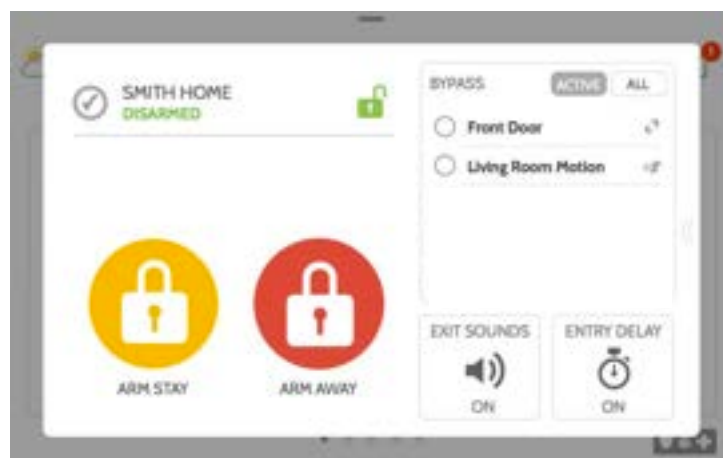 SMITH HOME
DISARMED
BYPASS
ACTIVE
ALL
Front Door
Living Room Motion
ARM STAY
ARM AWAY
EXIT SOUNDS
ON
ENTRY DELAY
ON